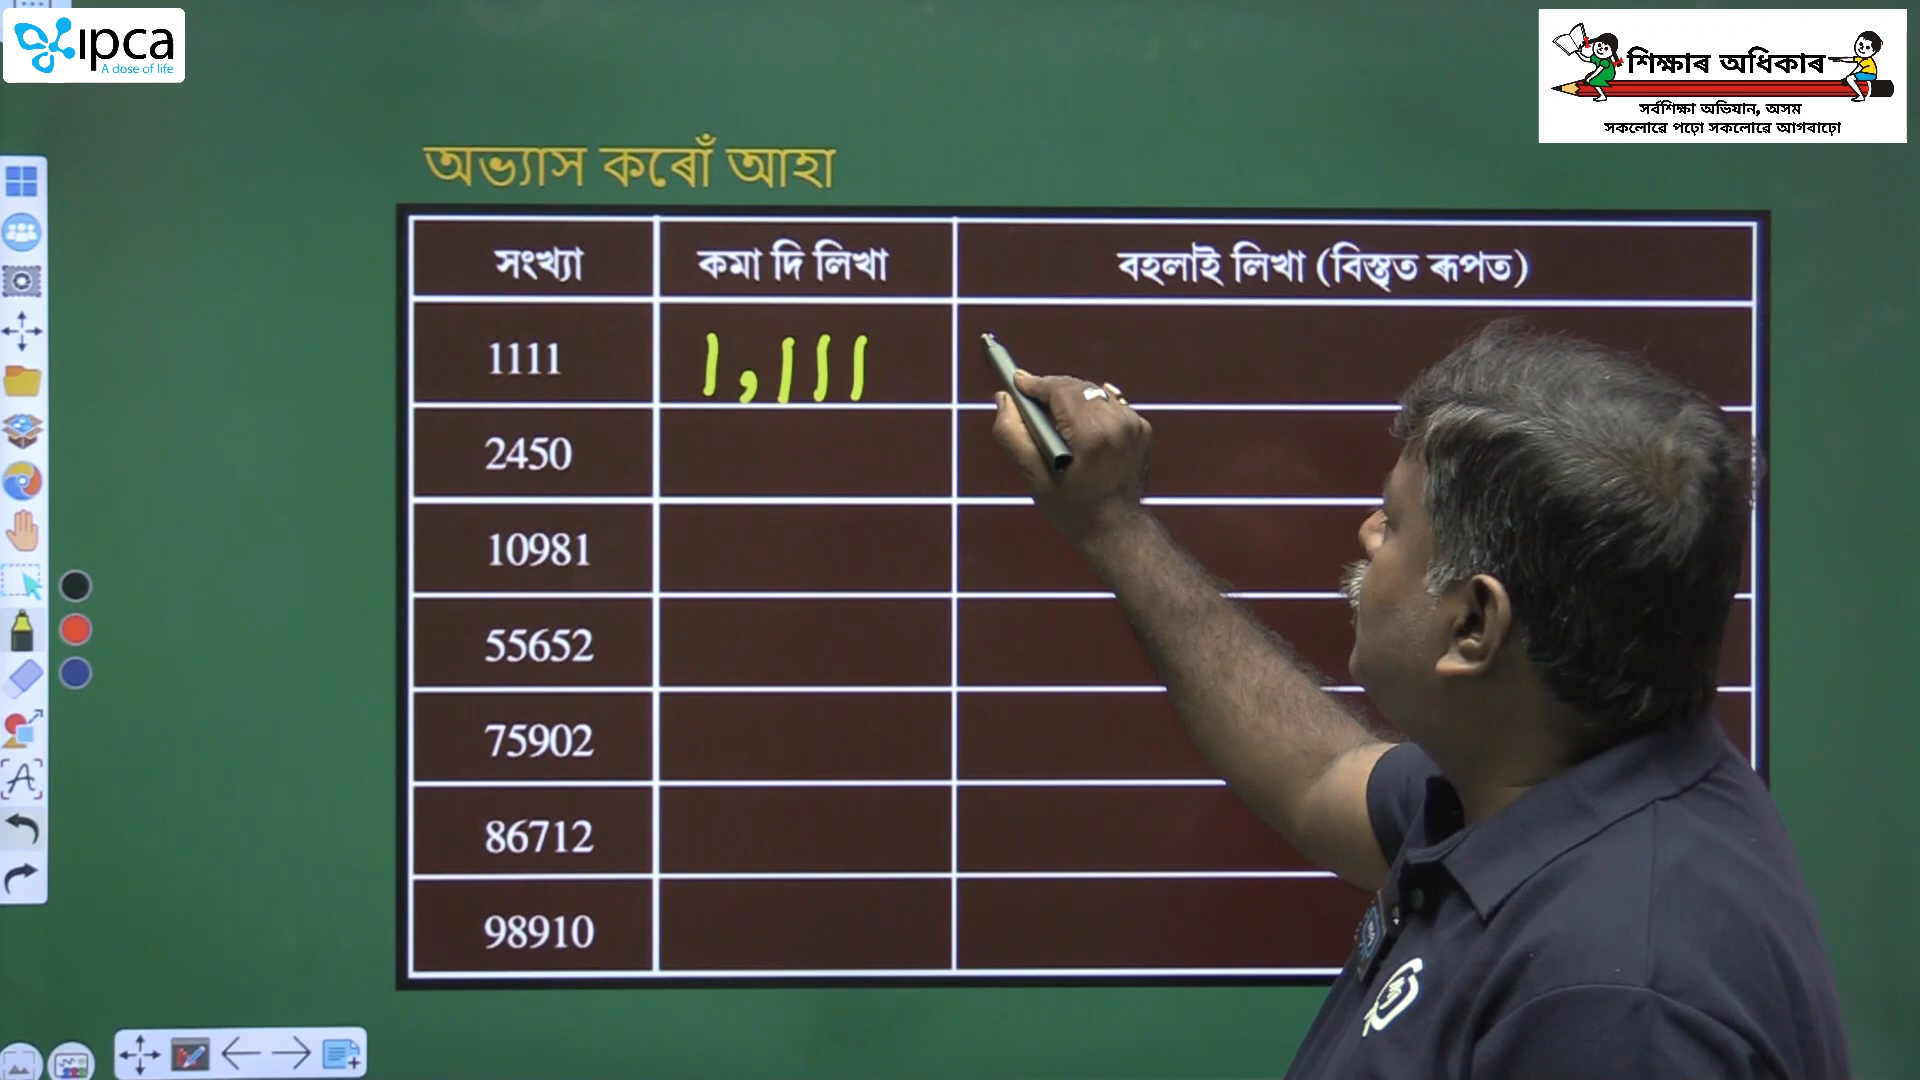 ipca
A dose of life
শিক্ষাৰ অধিকাৰ
সৰ্বশিক্ষা অভিযান, অসম
সকলোৱে পঢ়ো সকলোৱে আগবাঢ়ো
অভ্যাস কৰোঁ আহা
সংখ্যা কমা দি লিখা বহলাই লিখা (বিস্তৃত ৰূপত)
1111 1,111
2450
10981
55652
75902
86712
98910